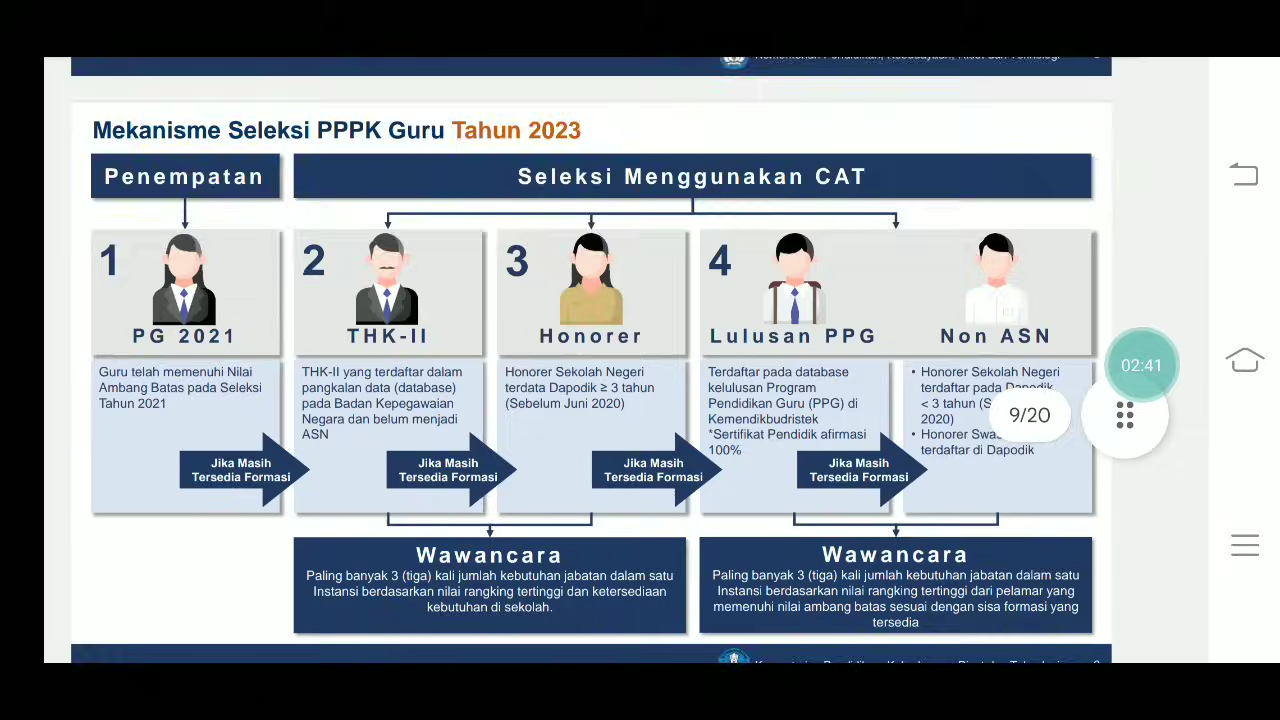 Mekanisme Seleksi PPPK Guru Tahun 2023
Penempatan
Seleksi Menggunakan CAT
1
PG 2021
2
THK-II
3
Honorer
4
Lulusan PPG
Non ASN
Guru telah memenuhi Nilai
Ambang Batas pada Seleksi
Tahun 2021
Jika Masih
Tersedia Formasi
THK-II yang terdaftar dalam
pangkalan data (database)
pada Badan Kepegawaian
Negara dan belum menjadi
ASN
Jika Masih
Tersedia Formasi
Honorer Sekolah Negeri
terdata Dapodik ≥ 3 tahun
(Sebelum Juni 2020)
Jika Masih
Tersedia Formasi
Terdaftar pada database
kelulusan Program
Pendidikan Guru (PPG) di
Kemendikbudristek
*Sertifikat Pendidik afirmasi
100%
Jika Masih
Tersedia Formasi
• Honorer Sekolah Negeri
terdaftar pada Dapodik
< 3 tahun
2020)
• Honorer
terdaftar di Dapodik
02:41
9/20
Wawancara
Paling banyak 3 (tiga) kali jumlah kebutuhan jabatan dalam satu
Instansi berdasarkan nilai rangking tertinggi dan ketersediaan
kebutuhan di sekolah.
Wawancara
Paling banyak 3 (tiga) kali jumlah kebutuhan jabatan dalam satu
Instansi berdasarkan nilai rangking tertinggi dari pelamar yang
memenuhi nilai ambang batas sesuai dengan sisa formasi yang
tersedia